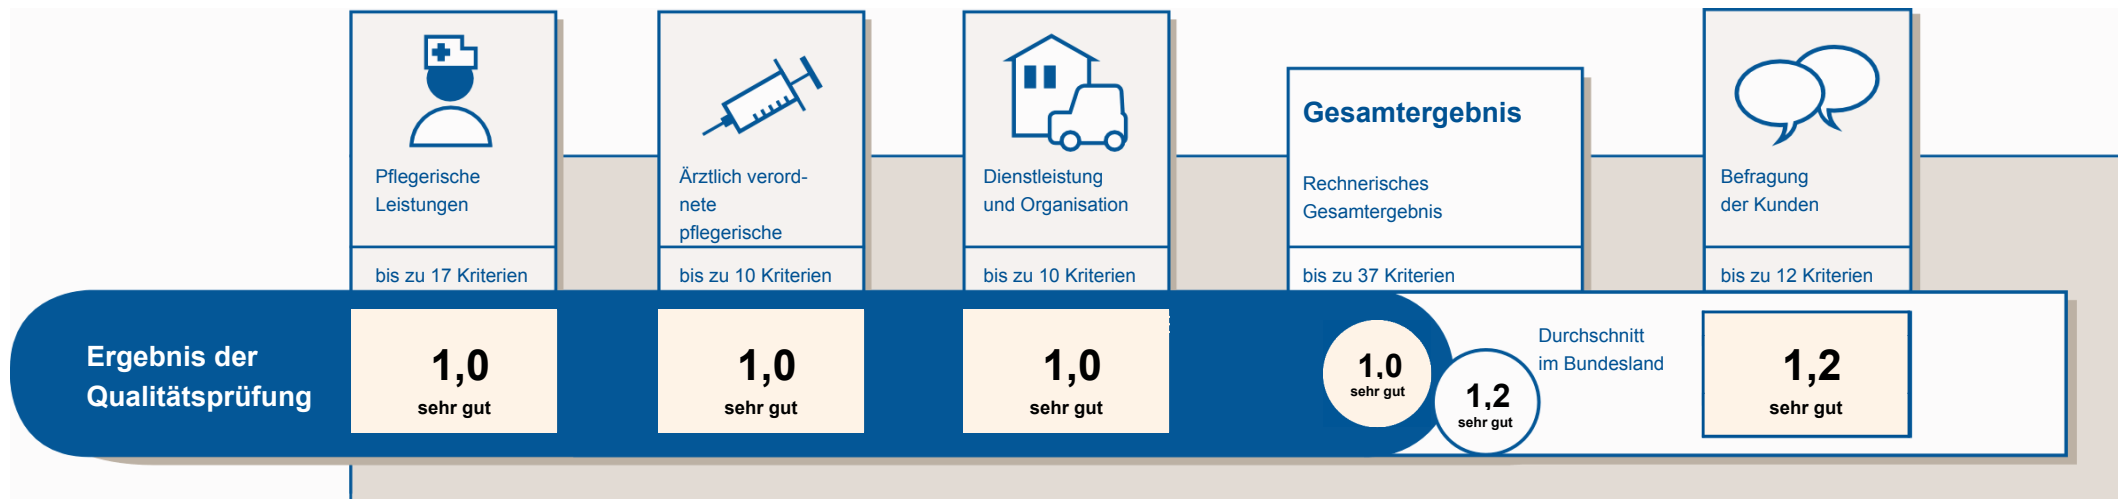 Pflegerische
Leistungen
bis zu 17 Kriterien
Ärztlich verord-
nete
pflegerische
bis zu 10 Kriterien
Dienstleistung
und Organisation
bis zu 10 Kriterien
Gesamtergebnis
Rechnerisches
Gesamtergebnis
bis zu 37 Kriterien
Befragung
der Kunden
bis zu 12 Kriterien
Ergebnis der
Qualitätsprüfung
1,0
sehr gut
1,0
sehr gut
1,0
sehr gut
1,0
sehr gut
1,2
sehr gut
Durchschnitt
im Bundesland
1,2
sehr gut